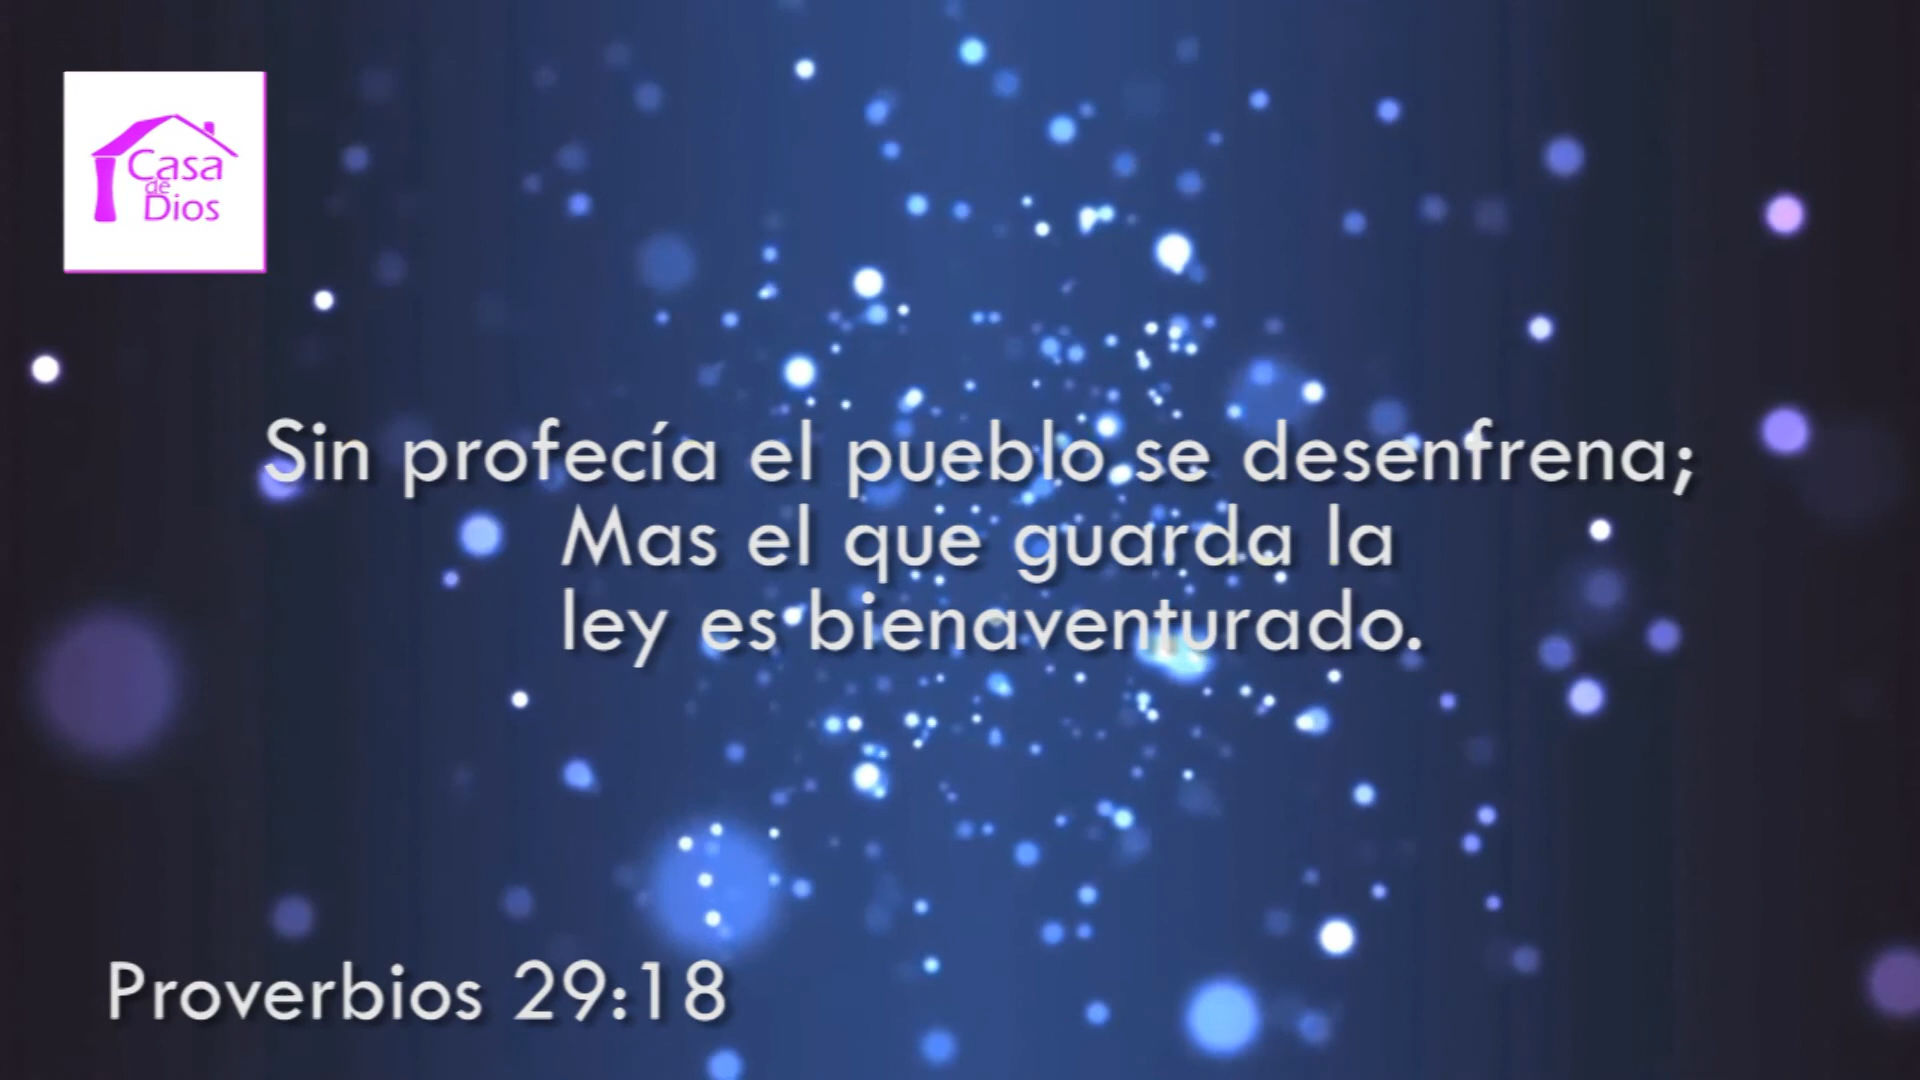 Casa
de
Dios
Sin profecía el pueblo se desenfrena;
Mas el que guarda la
ley es bienaventurado.
Proverbios 29:18